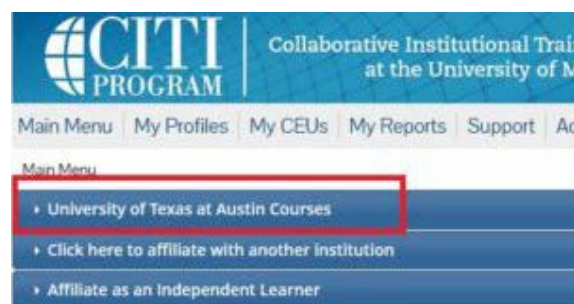 CITI
PROGRAM
Collaborative Institutional
at the University of
Main Menu My Profiles My CEUs My Reports Support
Main Menu
University of Texas at Austin Courses
Click here to affiliate with another institution
Affiliate as an Independent Learner